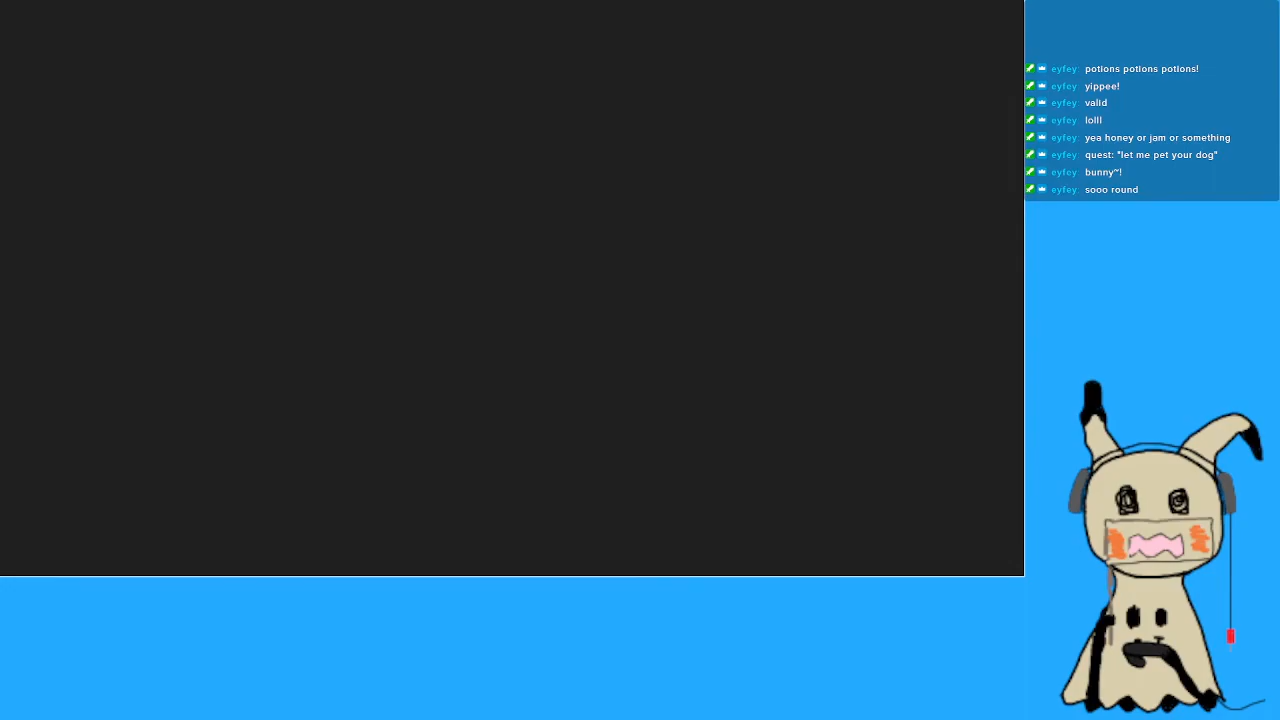 eyfey: potions potions potions!
eyfey: yippee!
eyfey: valid
eyfey: lolll
eyfey: yea honey or jam or something
eyfey: quest: "let me pet your dog"
eyfey: bunny~!
eyfey: sooo round